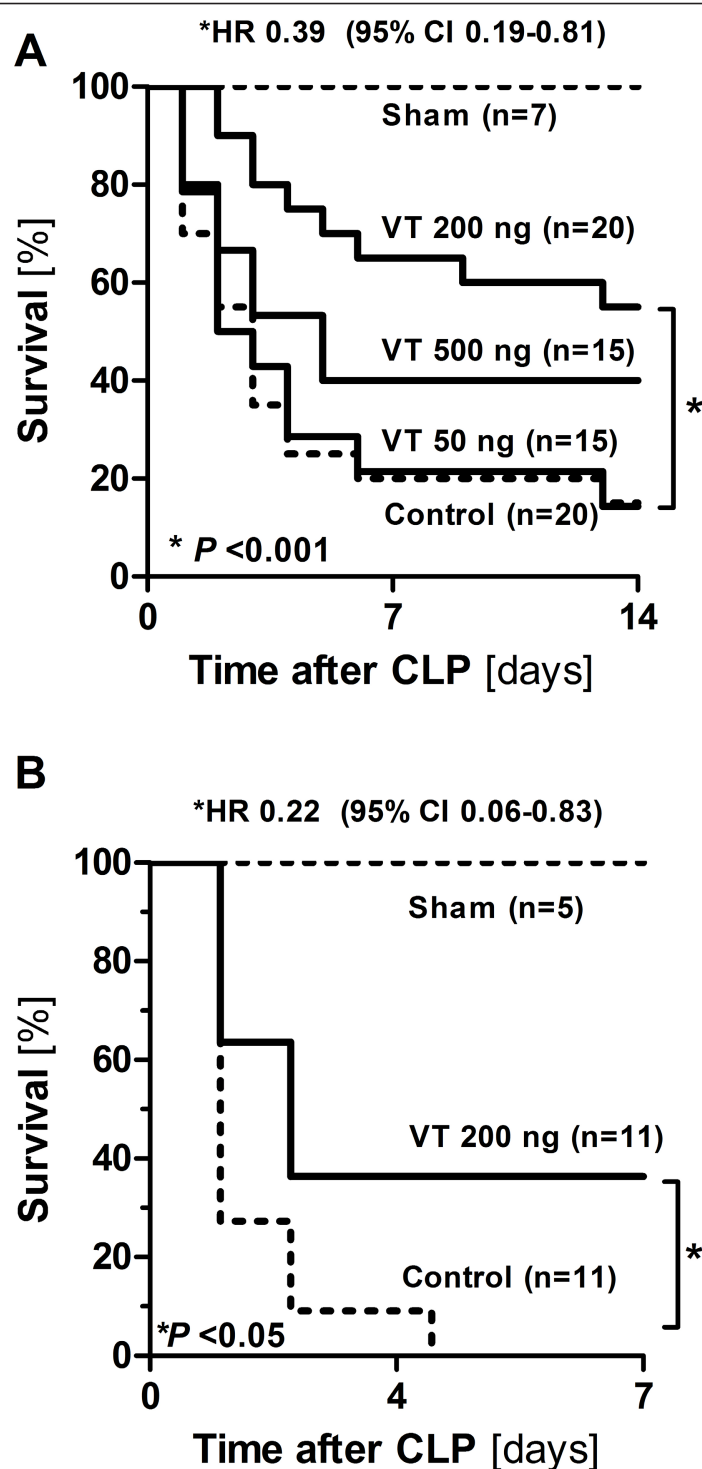 A
*HR 0.39 (95% CI 0.19-0.81)
100
Sham (n=7)
80
VT 200 ng (n=20)
60
VT 500 ng (n=15)
40
*
VT 50 ng (n=15)
20
Control (n=20)
* P <0.001
0
0 7 14
Survival [%]
Time after CLP [days]
B
*HR 0.22 (95% CI 0.06-0.83)
100
Sham (n=5)
80
60
VT 200 ng (n=11)
40
*
20
Control (n=11)
*P <0.05
0
0 4 7
Survival [%]
Time after CLP [days]